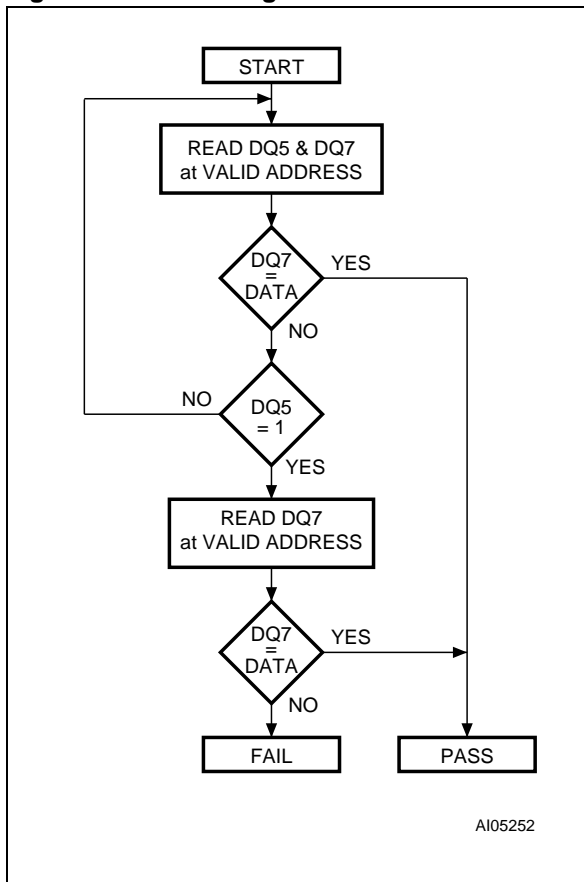 START
READ DQ5 & DQ7
at VALID ADDRESS
DQ7
=
DATA
YES
NO
DQ5
= 1
NO
YES
READ DQ7
at VALID ADDRESS
DQ7
=
DATA
YES
NO
FAIL
PASS
AI05252